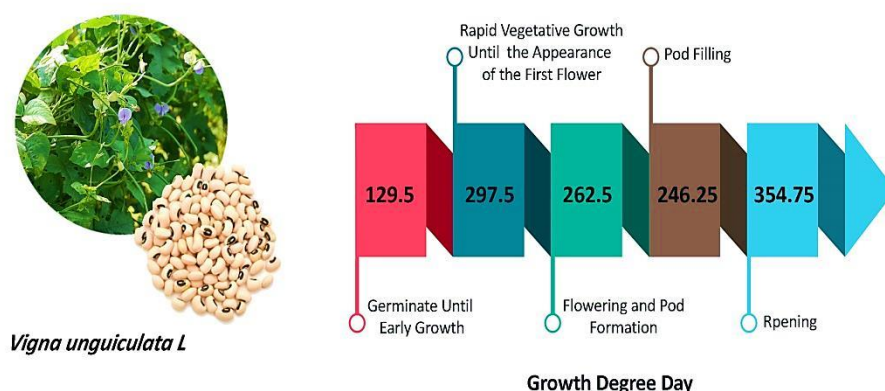 Rapid Vegetative Growth
Until the Appearance
of the First Flower
Pod Filling
129.5
297.5
262.5
246.25
354.75
Germinate Until
Early Growth
Flowering and Pod
Formation
Rpening
Vigna unguiculata L
Growth Degree Day